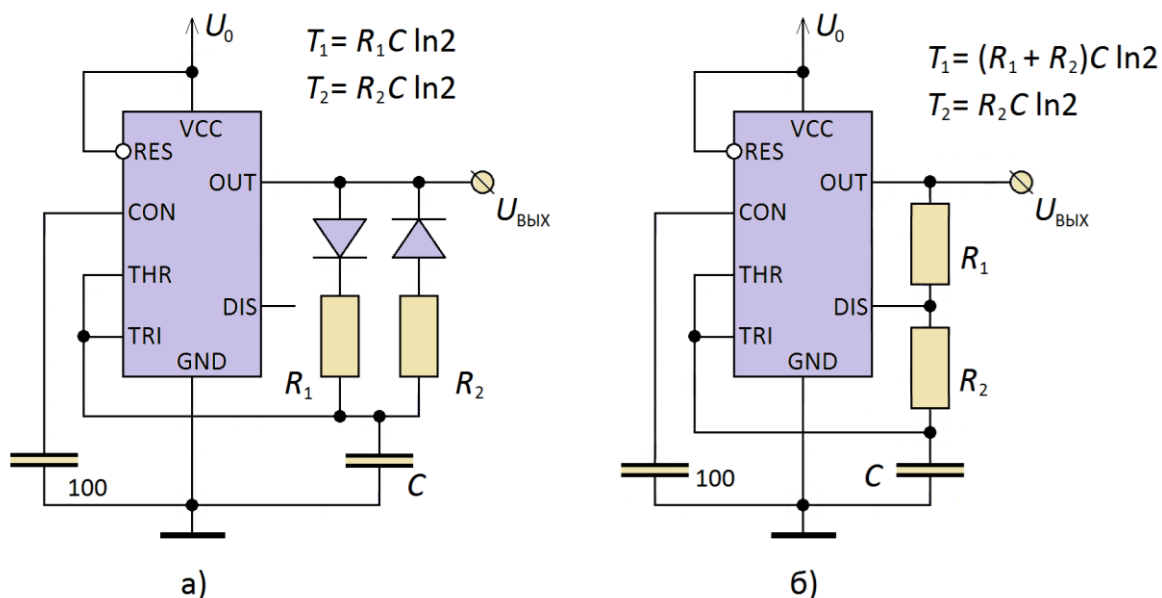 U₀
T₁= R₁C ln2
T₂= R₂C ln2
VCC
RES
OUT
CON
Uвых
THR
DIS
TRI
GND
R₁
R₂
100
C
а)
U₀
T₁= (R₁ + R₂)C ln2
T₂= R₂C ln2
VCC
RES
OUT
CON
Uвых
R₁
THR
DIS
TRI
GND
R₂
100
C
б)